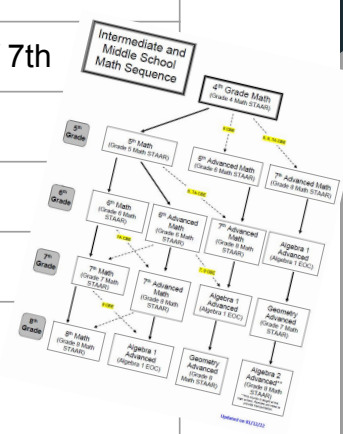 7th
Intermediate and
Middle School
Math Sequence
4th Grade Math
(Grade 4 Math STAAR)
5th
Grade
5th Math
(Grade 5 Math STAAR)
6th Advanced
Math
(Grade 6 Math STAAR)
7th Advanced
Math
(Grade 8 Math
STAAR)
6th
Grade
6th Math
(Grade 6 Math
STAAR)
6th Advanced
Math
(Grade 6 Math
STAAR)
7th Advanced
Math
(Grade 8 Math
STAAR)
Algebra 1
Advanced
(Algebra 1 EOC)
7th
Grade
7th Math
(Grade 7 Math
STAAR)
7th Advanced
Math
(Grade 8 Math
STAAR)
Algebra 1
Advanced
(Algebra 1 EOC)
Geometry
Advanced
(Grade 7 Math
STAAR)
8th
Grade
8th Math
(Grade 8 Math
STAAR)
Algebra 1
Advanced
(Algebra 1 EOC)
Geometry
Advanced
(Grade 8
Math
STAAR)
Algebra 2
Advanced**
(Grade 8 Math
STAAR)
Updated on 01/12/22